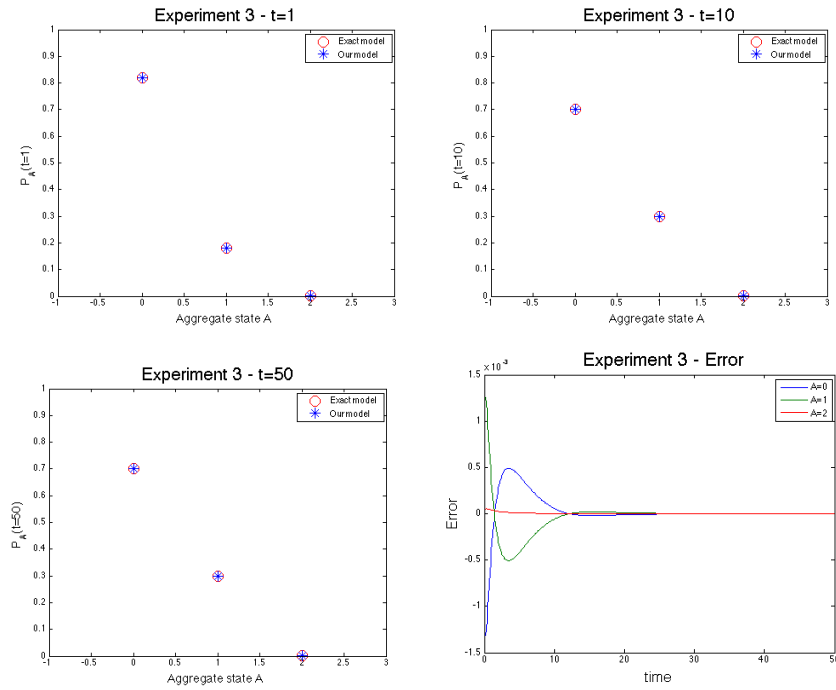 Experiment 3 - t=1
Exact model
Our model
1
0.9
0.8
0.7
0.6
0.5
0.4
0.3
0.2
0.1
0
P_A(t=1)
-1 -0.5 0 0.5 1 1.5 2 2.5 3
Aggregate state A
Experiment 3 - t=10
Exact model
Our model
1
0.9
0.8
0.7
0.6
0.5
0.4
0.3
0.2
0.1
0
P_A(t=10)
-1 -0.5 0 0.5 1 1.5 2 2.5 3
Aggregate state A
Experiment 3 - t=50
Exact model
Our model
1
0.9
0.8
0.7
0.6
0.5
0.4
0.3
0.2
0.1
0
P_A(t=50)
-1 -0.5 0 0.5 1 1.5 2 2.5 3
Aggregate state A
Experiment 3 - Error
× 10⁻³
A=0
A=1
A=2
1.5
1
0.5
0
-0.5
-1
-1.5
Error
0 10 20 30 40 50
time